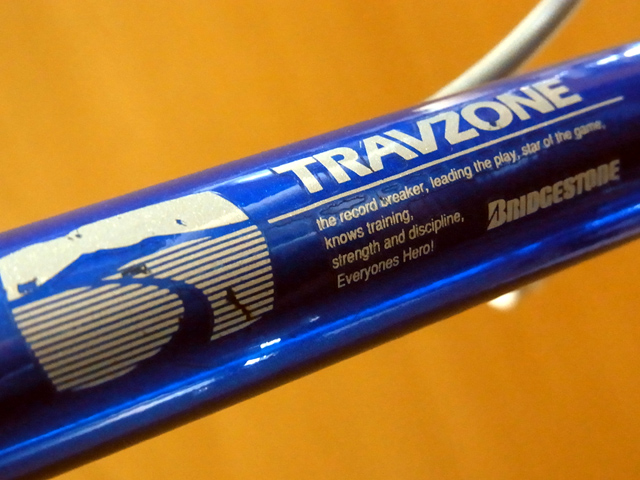 TRAVZONE
the record breaker, leading the play, star of the game,
knows training,
strength and discipline,
Everyones Hero!
BRIDGESTONE